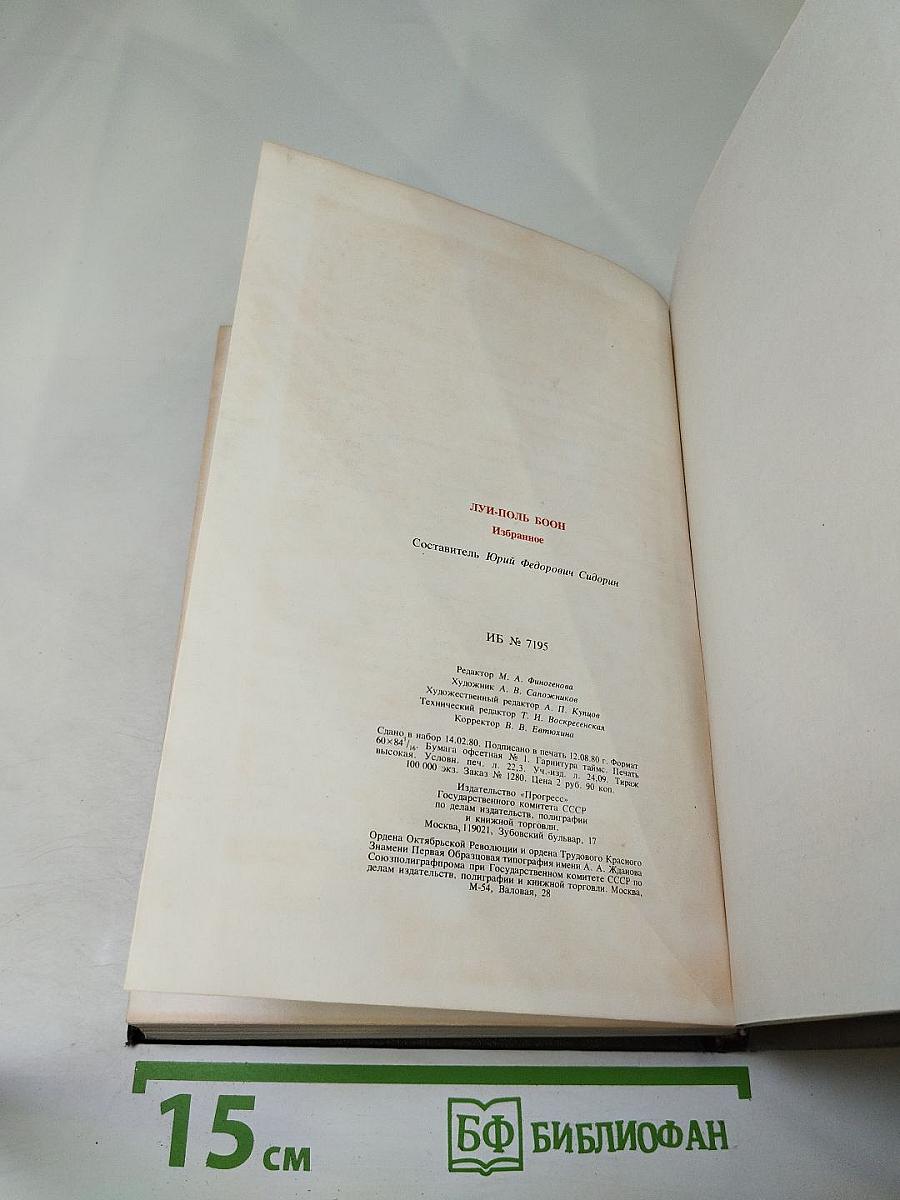 ЛУИ-ПОЛЬ БООН
Избранное
Составитель Юрий Федорович Сидорин
ИБ № 7195
Редактор М. А. Финогенова
Художник А. В. Сапожников
Художественный редактор А. П. Купцов
Технический редактор Т. И. Воскресенская
Корректор В. В. Евтюхина
Сдано в набор 14.02.80. Подписано в печать 12.08.80 г. Формат
60×84 1/16. Бумага офсетная № 1. Гарнитура таймс. Печать
высокая. Условн. печ. л. 22,3. Уч.-изд. л. 24,09. Тираж
100 000 экз. Заказ № 1280. Цена 2 руб. 90 коп.
Издательство «Прогресс»
Государственного комитета СССР
по делам издательств, полиграфии
и книжной торговли.
Москва, 119021, Зубовский бульвар, 17
Ордена Октябрьской Революции и ордена Трудового Красного
Знамени Первая Образцовая типография имени А. А. Жданова
Союзполиграфпрома при Государственном комитете СССР по
делам издательств, полиграфии и книжной торговли. Москва,
М-54, Валовая, 28
15 см
БФ БИБЛИОФАН